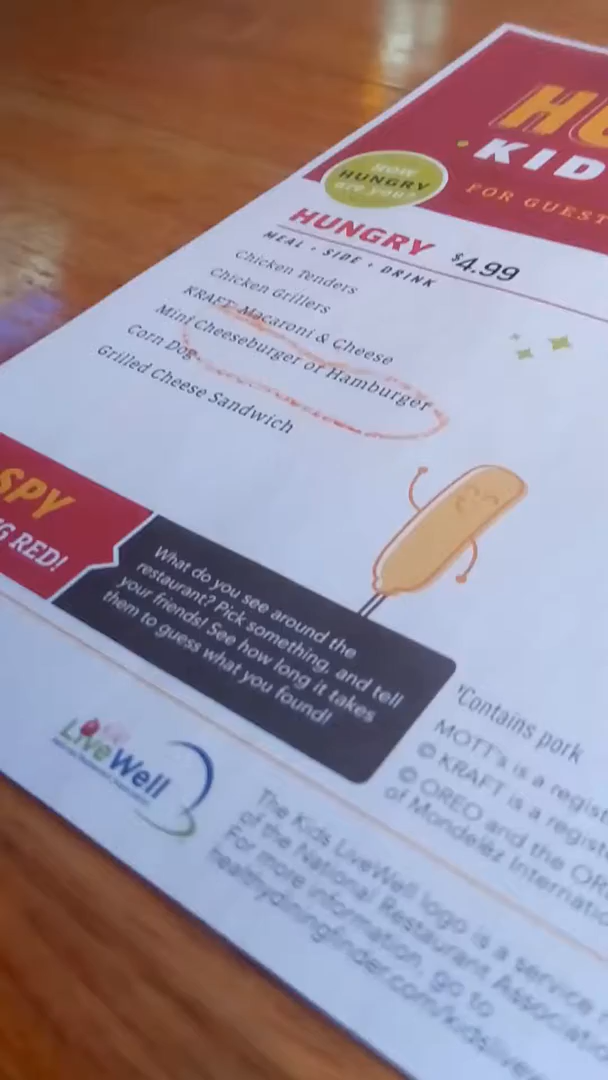 HU
KID
FOR GUEST
HOW
HUNGRY
are you?
HUNGRY $4.99
MEAL • SIDE • DRINK
Chicken Tenders
Chicken Grillers
KRAFT Macaroni & Cheese
Mini Cheeseburger or Hamburger
Corn Dog
Grilled Cheese Sandwich
SPY
G RED!
What do you see around the
restaurant? Pick something, and tell
your friends! See how long it takes
them to guess what you found!
*Contains pork
MOTT's is a regist
© KRAFT is a registe
© OREO and the OR
of Mondelēz Internatio
LiveWell
The Kids LiveWell logo is a service
of the National Restaurant Associatio
For more information, go to
healthydiningfinder.com/kidslivew